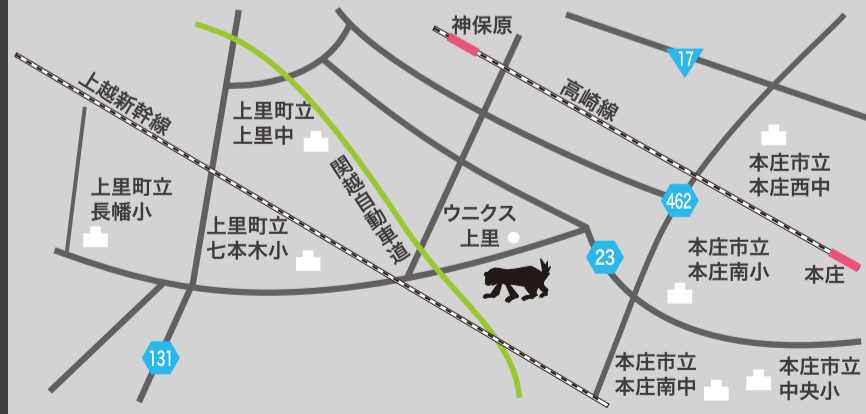 神保原
17
上越新幹線
高崎線
上里町立
上里中
本庄市立
本庄西中
関越自動車道
上里町立
長幡小
462
ウニクス
上里
上里町立
七本木小
23
本庄市立
本庄南小
本庄
131
本庄市立
本庄南中
本庄市立
中央小